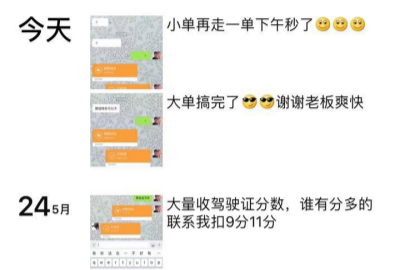 今天
小单再走一单下午秒了😶😶😶
大单搞完了😎😎谢谢老板爽快
24 5月
大量收驾驶证分数，谁有分多的
联系我扣9分11分